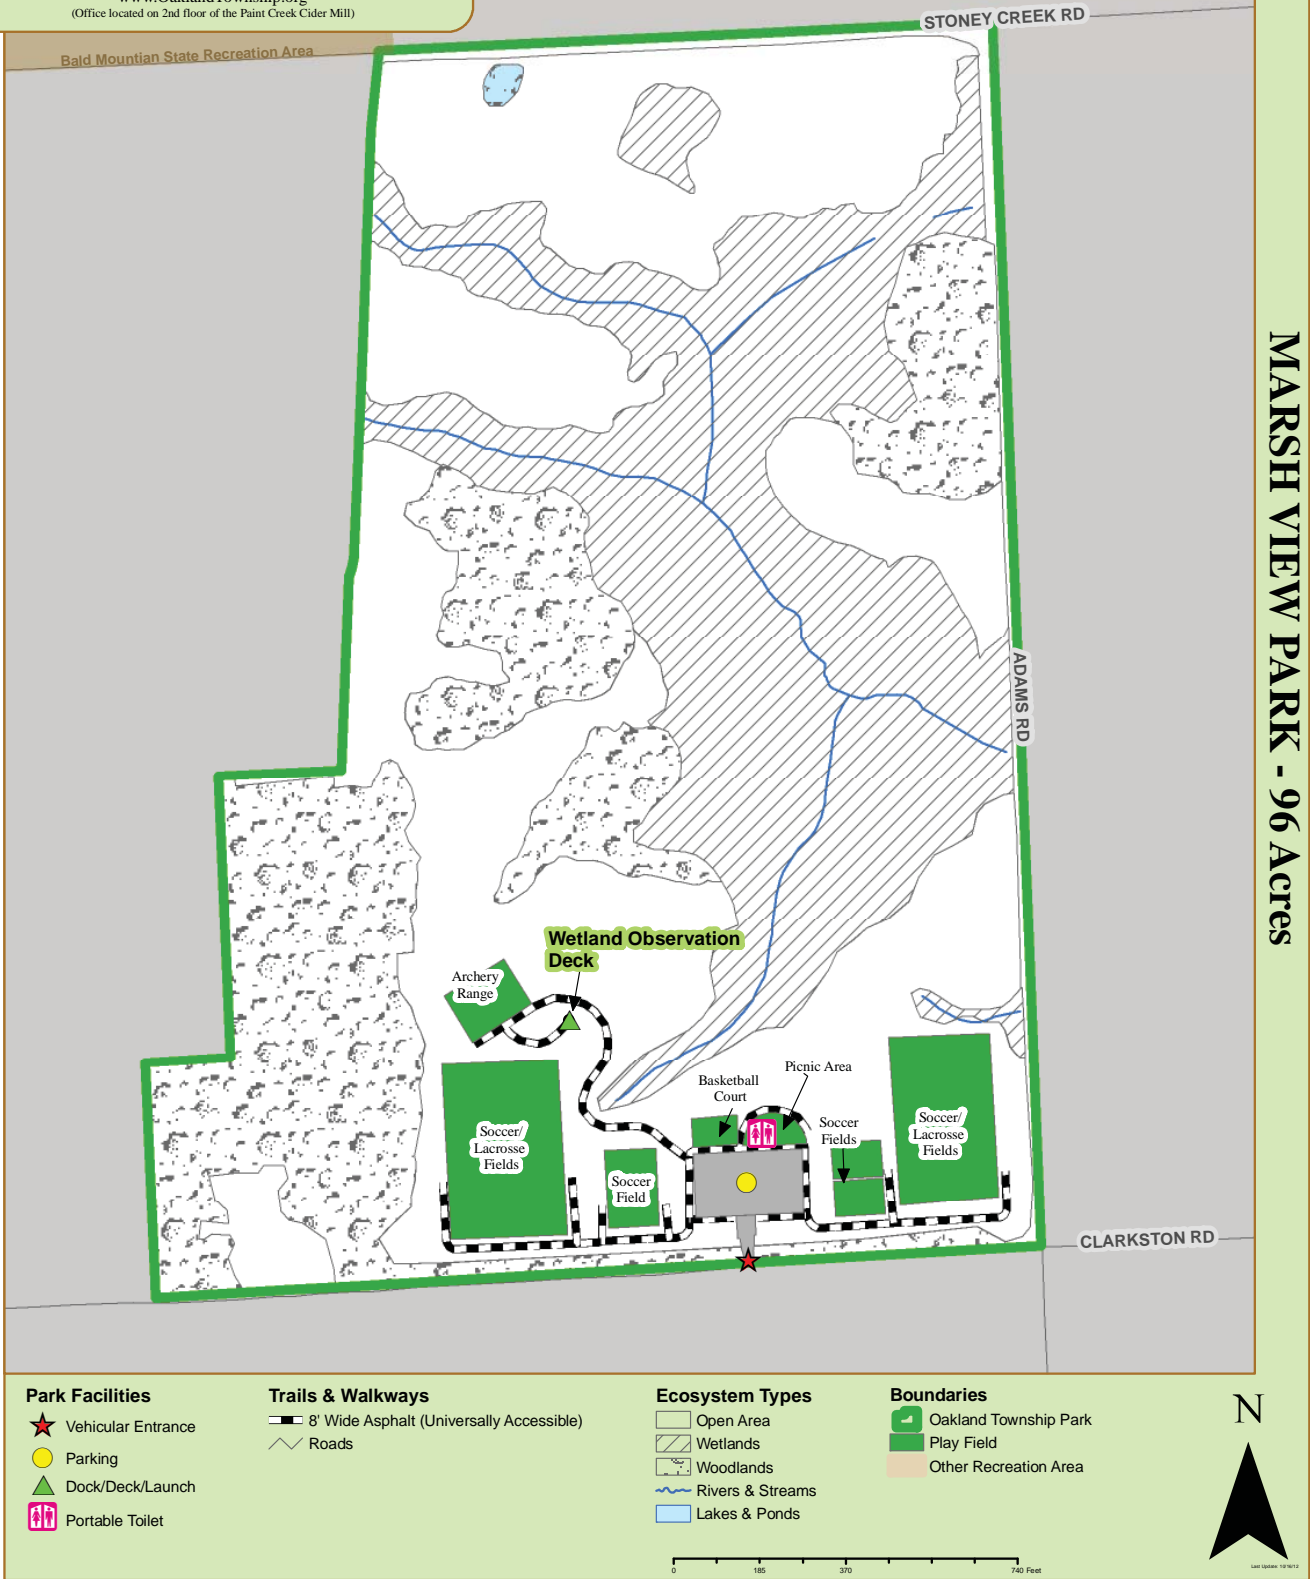 www.OaklandTownship.org
(Office located on 2nd floor of the Paint Creek Cider Mill)
STONEY CREEK RD
Bald Mountian State Recreation Area
MARSH VIEW PARK - 96 Acres
ADAMS RD
Wetland Observation
Deck
Archery
Range
Picnic Area
Basketball
Court
Soccer
Fields
Soccer/
Lacrosse
Fields
Soccer/
Lacrosse
Fields
Soccer
Field
CLARKSTON RD
Park Facilities
Vehicular Entrance
Parking
Dock/Deck/Launch
Portable Toilet
Trails & Walkways
8' Wide Asphalt (Universally Accessible)
Roads
Ecosystem Types
Open Area
Wetlands
Woodlands
Rivers & Streams
Lakes & Ponds
Boundaries
Oakland Township Park
Play Field
Other Recreation Area
N
0 185 370 740 Feet